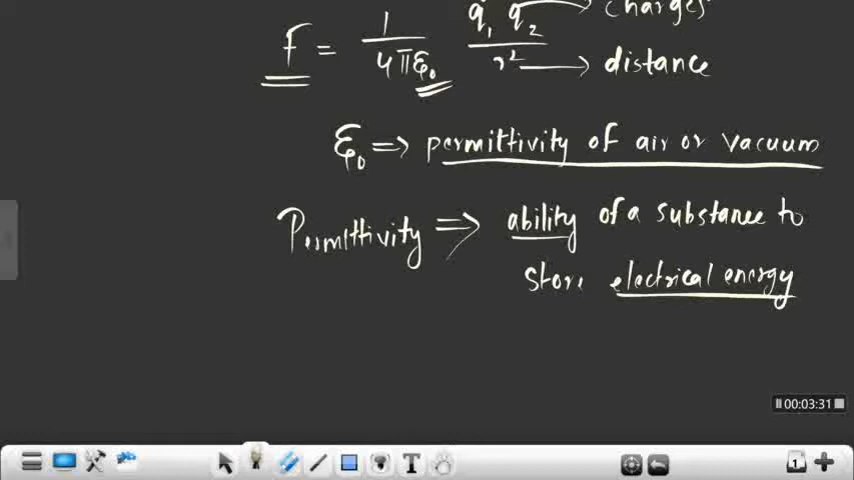 F = 1/4πε₀ q₁ q₂/r² → charges
→ distance
ε₀ ⇒ permittivity of air or vacuum
Permittivity ⇒ ability of a substance to
store electrical energy
00:03:31
T
1